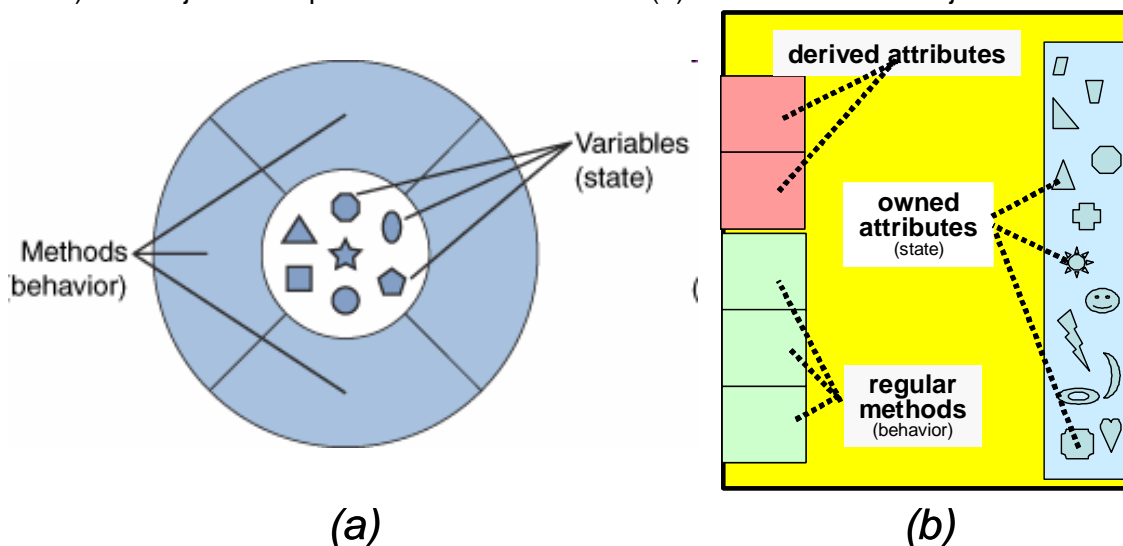 Methods
(behavior)
Variables
(state)
(a)
derived attributes
owned
attributes
(state)
regular
methods
(behavior)
(b)